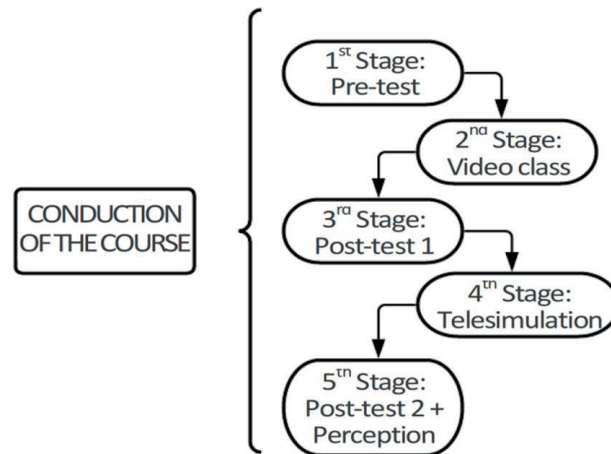 CONDUCTION
OF THE COURSE
1st Stage:
Pre-test
2nd Stage:
Video class
3rd Stage:
Post-test 1
4th Stage:
Telesimulation
5th Stage:
Post-test 2 +
Perception